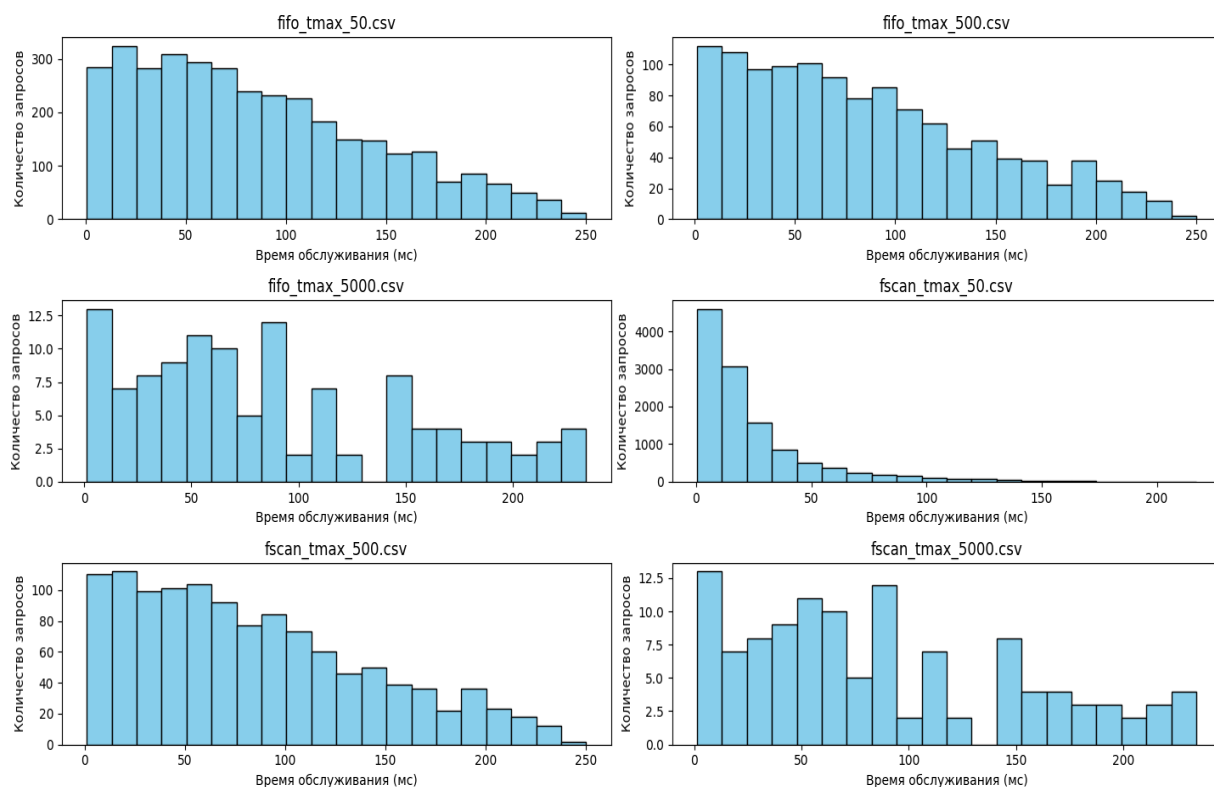 fifo_tmax_50.csv
Количество запросов
300
200
100
0
0 50 100 150 200 250
Время обслуживания (мс)
fifo_tmax_500.csv
Количество запросов
100
80
60
40
20
0
0 50 100 150 200 250
Время обслуживания (мс)
fifo_tmax_5000.csv
Количество запросов
12.5
10.0
7.5
5.0
2.5
0.0
0 50 100 150 200
Время обслуживания (мс)
fscan_tmax_50.csv
Количество запросов
4000
3000
2000
1000
0
0 50 100 150 200
Время обслуживания (мс)
fscan_tmax_500.csv
Количество запросов
100
80
60
40
20
0
0 50 100 150 200 250
Время обслуживания (мс)
fscan_tmax_5000.csv
Количество запросов
12.5
10.0
7.5
5.0
2.5
0.0
0 50 100 150 200
Время обслуживания (мс)